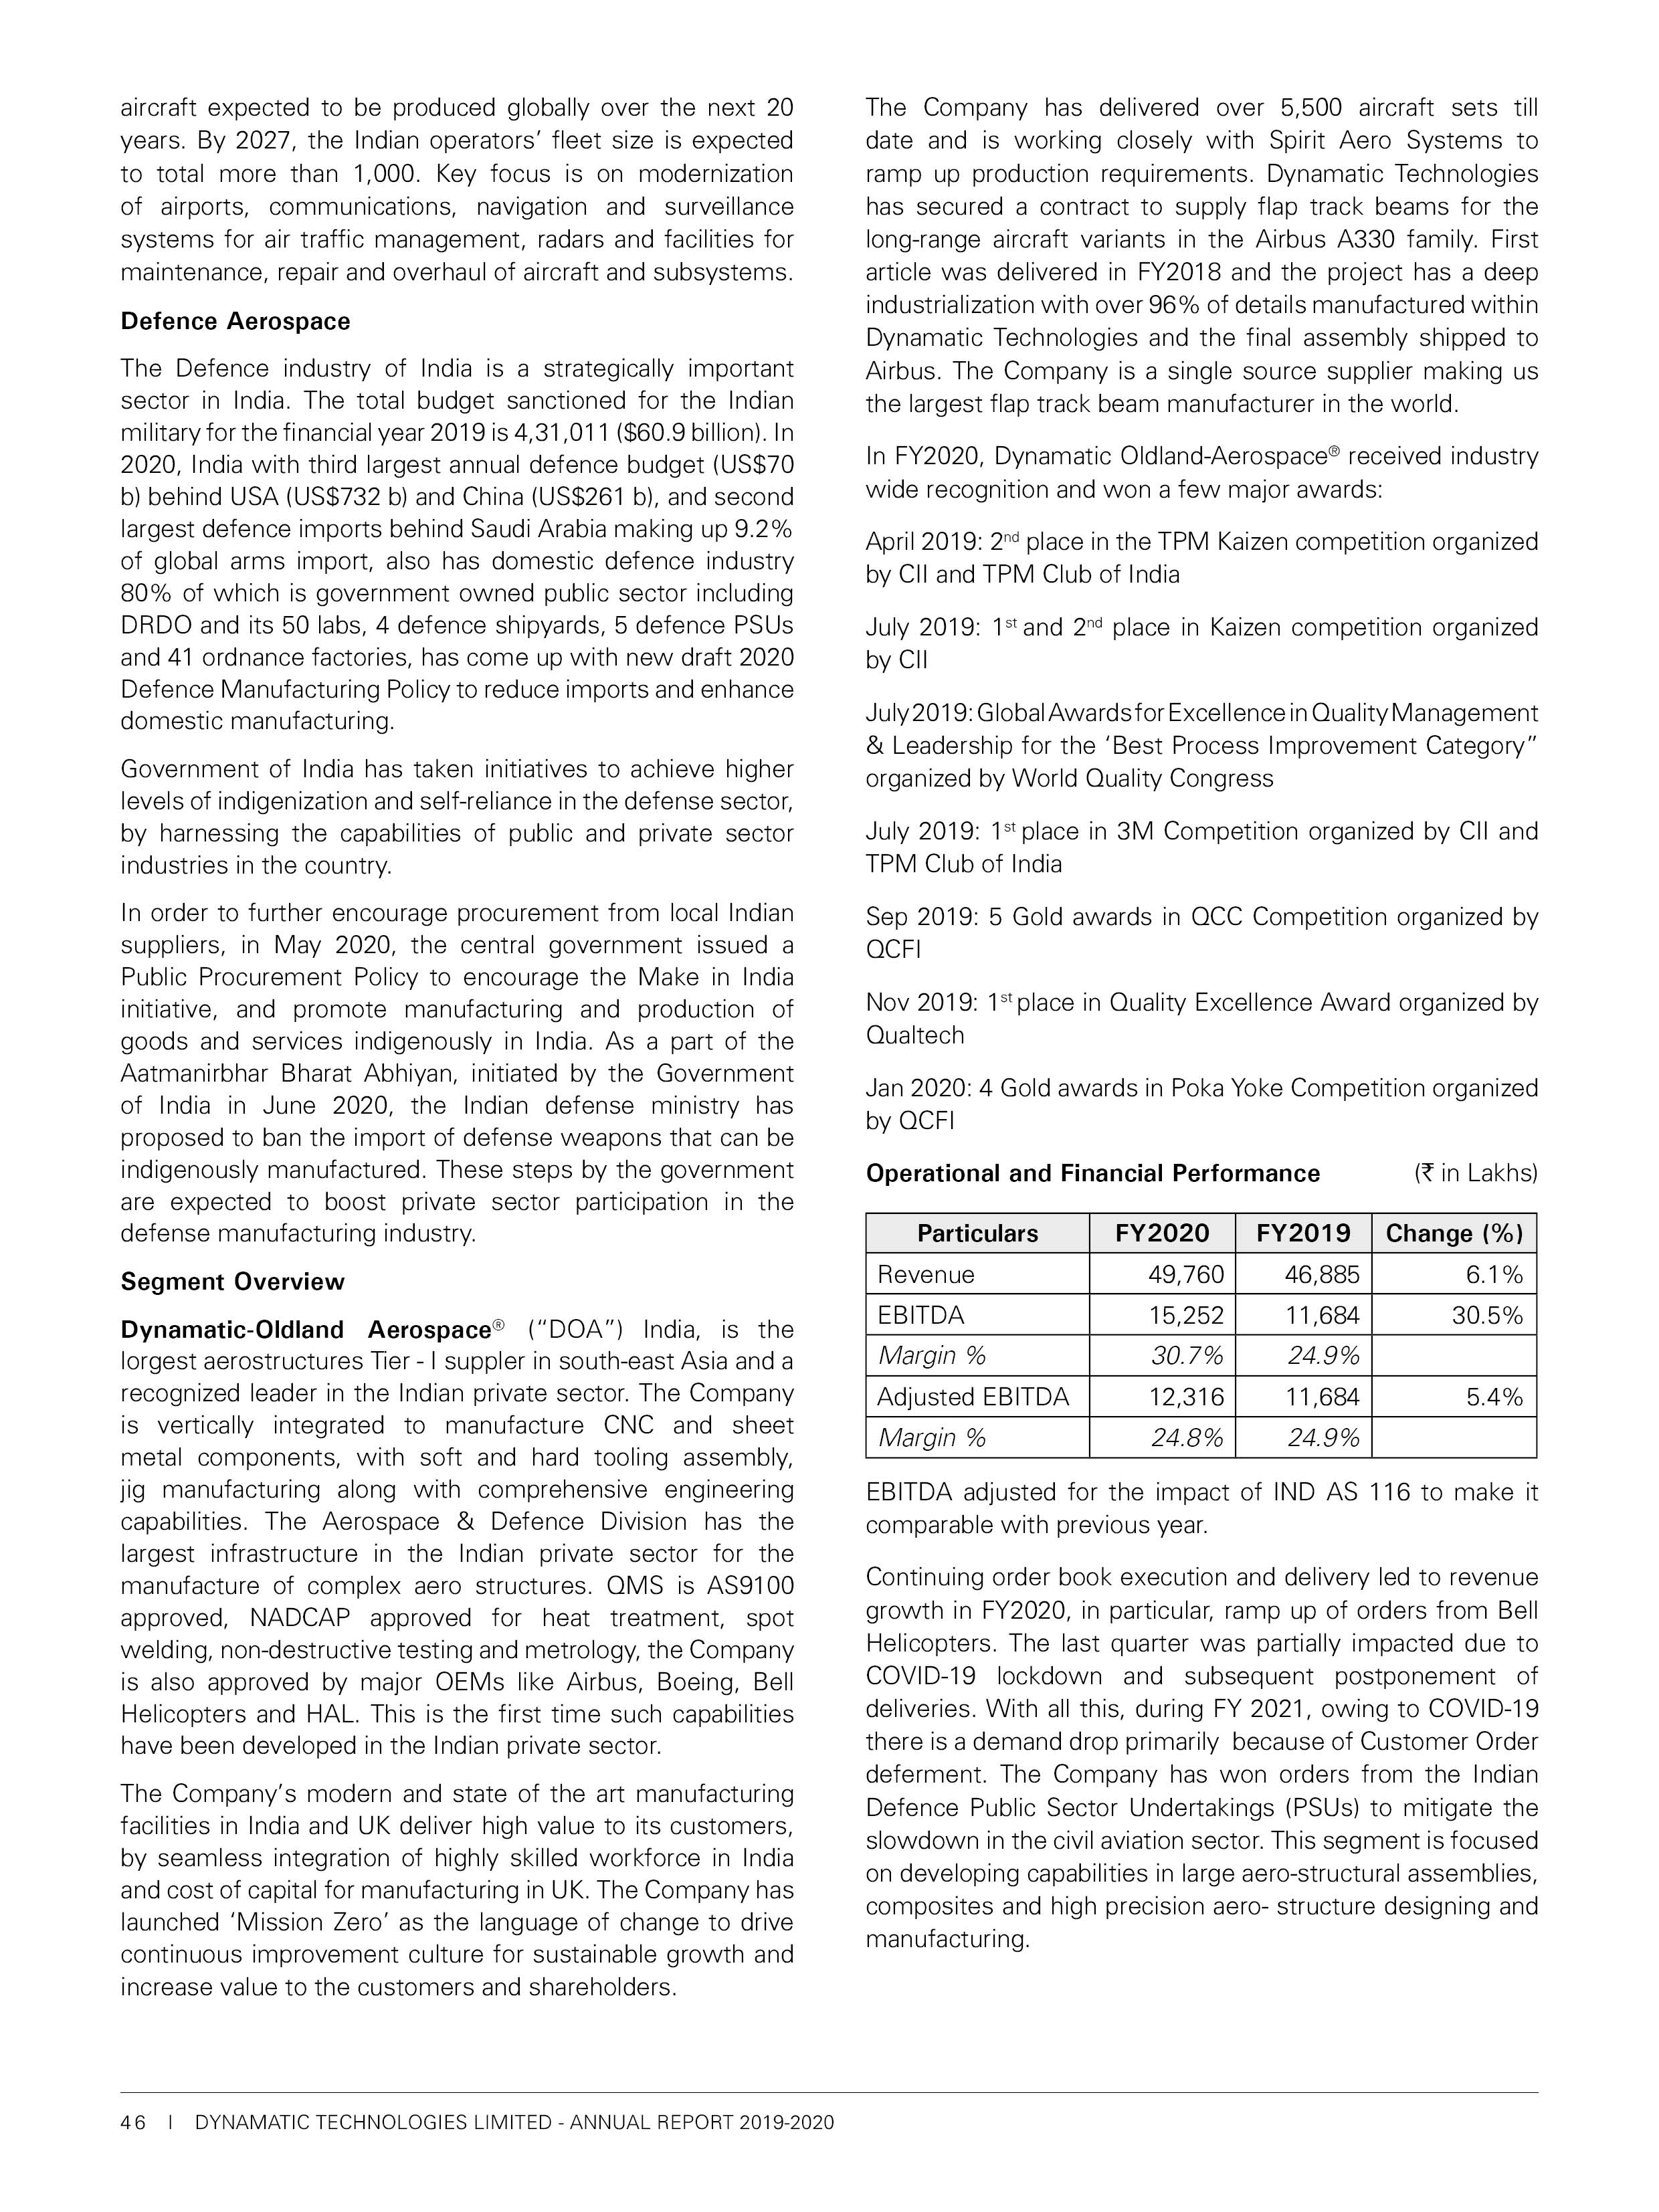 aircraft expected to be produced globally over the next 20
years. By 2027, the Indian operators’ fleet size is expected
to total more than 1,000. Key focus is on modernization
of airports, communications, navigation and surveillance
systems for air traffic management, radars and facilities for
maintenance, repair and overhaul of aircraft and subsystems.
Defence Aerospace
The Defence industry of India is a strategically important
sector in India. The total budget sanctioned for the Indian
military for the financial year 2019 is 4,31,011 ($60.9 billion). In
2020, India with third largest annual defence budget (US$70
b) behind USA (US$732 b) and China (US$261 b), and second
largest defence imports behind Saudi Arabia making up 9.2%
of global arms import, also has domestic defence industry
80% of which is government owned public sector including
DRDO and its 50 labs, 4 defence shipyards, 5 defence PSUs
and 41 ordnance factories, has come up with new draft 2020
Defence Manufacturing Policy to reduce imports and enhance
domestic manufacturing.
Government of India has taken initiatives to achieve higher
levels of indigenization and self-reliance in the defense sector,
by harnessing the capabilities of public and private sector
industries in the country.
In order to further encourage procurement from local Indian
suppliers, in May 2020, the central government issued a
Public Procurement Policy to encourage the Make in India
initiative, and promote manufacturing and production of
goods and services indigenously in India. As a part of the
Aatmanirbhar Bharat Abhiyan, initiated by the Government
of India in June 2020, the Indian defense ministry has
proposed to ban the import of defense weapons that can be
indigenously manufactured. These steps by the government
are expected to boost private sector participation in the
defense manufacturing industry.
Segment Overview
Dynamatic-Oldland Aerospace® (“DOA”) India, is the
lorgest aerostructures Tier - I suppler in south-east Asia and a
recognized leader in the Indian private sector. The Company
is vertically integrated to manufacture CNC and sheet
metal components, with soft and hard tooling assembly,
jig manufacturing along with comprehensive engineering
capabilities. The Aerospace & Defence Division has the
largest infrastructure in the Indian private sector for the
manufacture of complex aero structures. QMS is AS9100
approved, NADCAP approved for heat treatment, spot
welding, non-destructive testing and metrology, the Company
is also approved by major OEMs like Airbus, Boeing, Bell
Helicopters and HAL. This is the first time such capabilities
have been developed in the Indian private sector.
The Company’s modern and state of the art manufacturing
facilities in India and UK deliver high value to its customers,
by seamless integration of highly skilled workforce in India
and cost of capital for manufacturing in UK. The Company has
launched ‘Mission Zero’ as the language of change to drive
continuous improvement culture for sustainable growth and
increase value to the customers and shareholders.
The Company has delivered over 5,500 aircraft sets till
date and is working closely with Spirit Aero Systems to
ramp up production requirements. Dynamatic Technologies
has secured a contract to supply flap track beams for the
long-range aircraft variants in the Airbus A330 family. First
article was delivered in FY2018 and the project has a deep
industrialization with over 96% of details manufactured within
Dynamatic Technologies and the final assembly shipped to
Airbus. The Company is a single source supplier making us
the largest flap track beam manufacturer in the world.
In FY2020, Dynamatic Oldland-Aerospace® received industry
wide recognition and won a few major awards:
April 2019: 2nd place in the TPM Kaizen competition organized
by CII and TPM Club of India
July 2019: 1st and 2nd place in Kaizen competition organized
by CII
July 2019: Global Awards for Excellence in Quality Management
& Leadership for the ‘Best Process Improvement Category”
organized by World Quality Congress
July 2019: 1st place in 3M Competition organized by CII and
TPM Club of India
Sep 2019: 5 Gold awards in QCC Competition organized by
QCFI
Nov 2019: 1st place in Quality Excellence Award organized by
Qualtech
Jan 2020: 4 Gold awards in Poka Yoke Competition organized
by QCFI
Operational and Financial Performance (₹ in Lakhs)
Particulars FY2020 FY2019 Change (%)
Revenue 49,760 46,885 6.1%
EBITDA 15,252 11,684 30.5%
Margin % 30.7% 24.9%
Adjusted EBITDA 12,316 11,684 5.4%
Margin % 24.8% 24.9%
EBITDA adjusted for the impact of IND AS 116 to make it
comparable with previous year.
Continuing order book execution and delivery led to revenue
growth in FY2020, in particular, ramp up of orders from Bell
Helicopters. The last quarter was partially impacted due to
COVID-19 lockdown and subsequent postponement of
deliveries. With all this, during FY 2021, owing to COVID-19
there is a demand drop primarily because of Customer Order
deferment. The Company has won orders from the Indian
Defence Public Sector Undertakings (PSUs) to mitigate the
slowdown in the civil aviation sector. This segment is focused
on developing capabilities in large aero-structural assemblies,
composites and high precision aero- structure designing and
manufacturing.
46 I DYNAMATIC TECHNOLOGIES LIMITED - ANNUAL REPORT 2019-2020